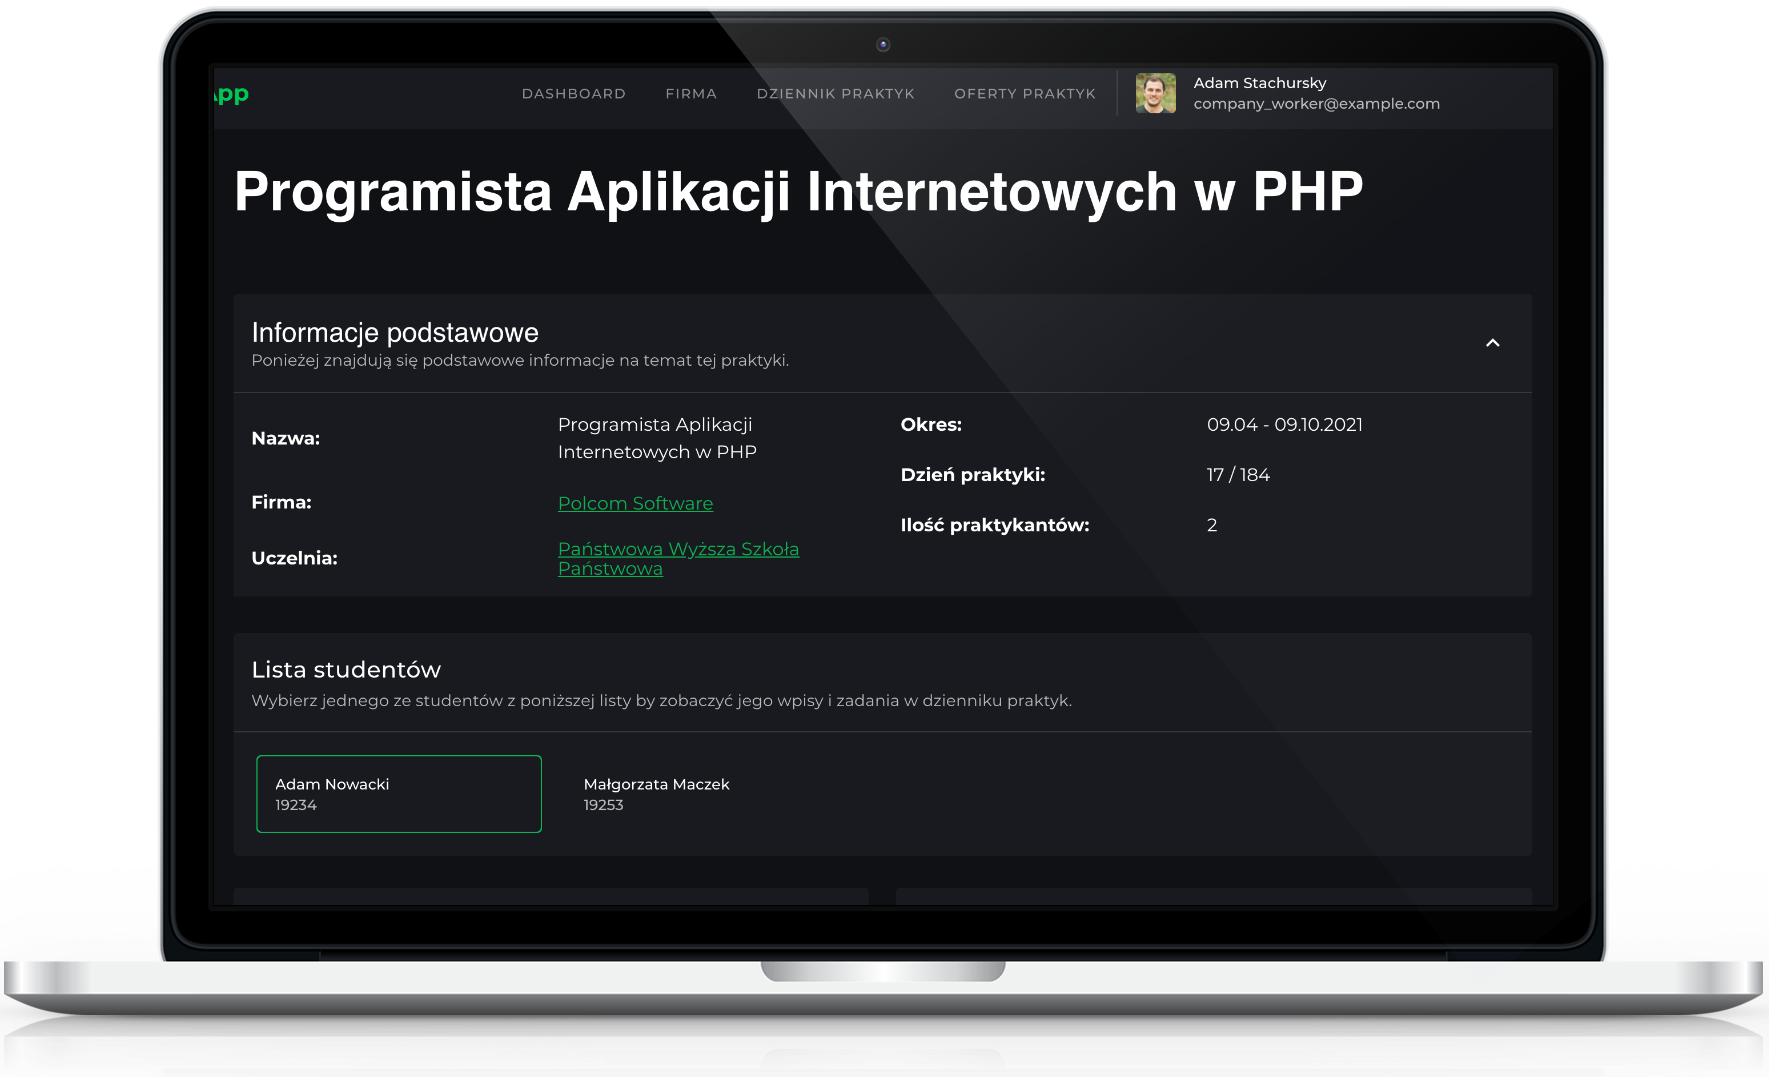 App
DASHBOARD
FIRMA
DZIENNIK PRAKTYK
OFERTY PRAKTYK
Adam Stachursky
company_worker@example.com
Programista Aplikacji Internetowych w PHP
Informacje podstawowe
Ponieżej znajdują się podstawowe informacje na temat tej praktyki.
Nazwa:
Programista Aplikacji
Internetowych w PHP
Firma:
Polcom Software
Uczelnia:
Państwowa Wyższa Szkoła
Państwowa
Okres:
09.04 - 09.10.2021
Dzień praktyki:
17 / 184
Ilość praktykantów:
2
Lista studentów
Wybierz jednego ze studentów z poniższej listy by zobaczyć jego wpisy i zadania w dzienniku praktyk.
Adam Nowacki
19234
Małgorzata Maczek
19253